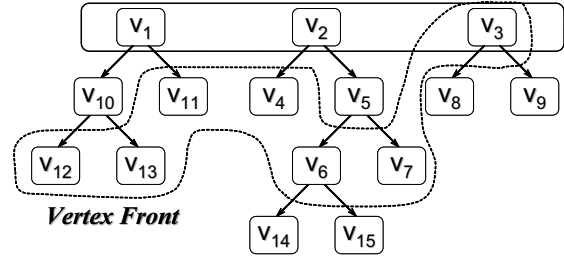 V1 V2 V3
V10 V11 V4 V5 V8 V9
V12 V13 V6 V7
Vertex Front
V14 V15